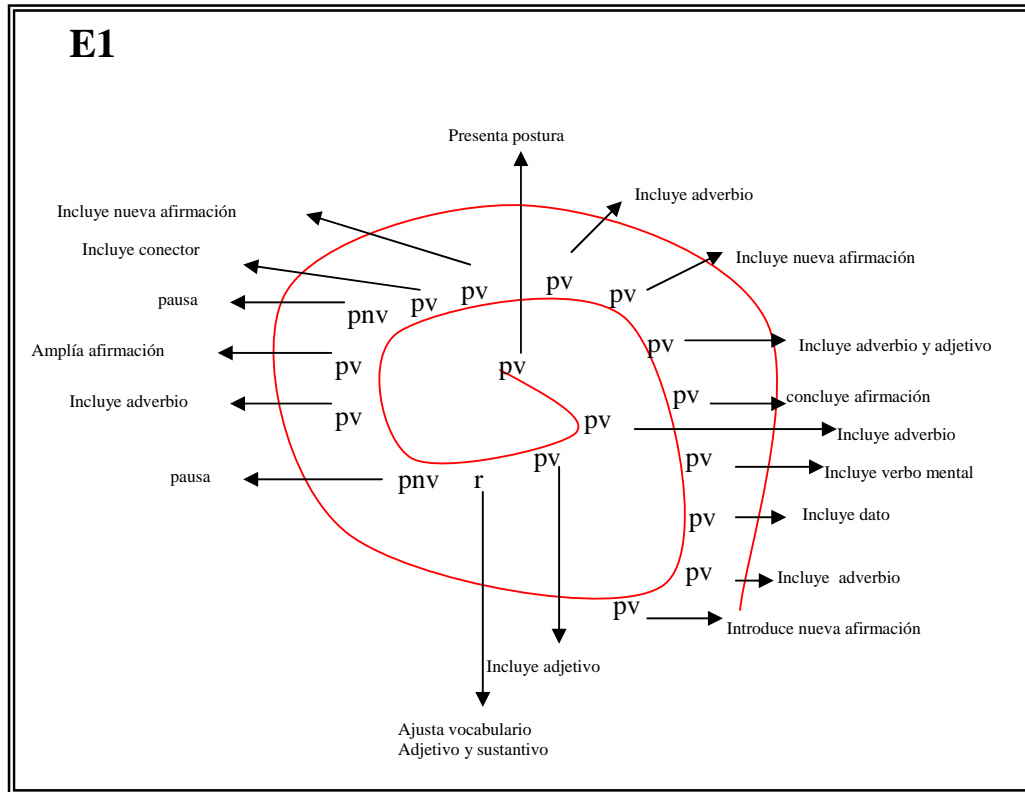 E1
Presenta postura
Incluye adverbio
Incluye nueva afirmación
Incluye conector
Incluye nueva afirmación
pv
pv
pv
pv
pausa
pnv
pv
Incluye adverbio y adjetivo
Amplía afirmación
pv
pv
concluye afirmación
Incluye adverbio
pv
pv
pv
Incluye adverbio
pv
pv
Incluye verbo mental
pausa
pnv
r
pv
Incluye dato
pv
Incluye adverbio
pv
Introduce nueva afirmación
Incluye adjetivo
Ajusta vocabulario
Adjetivo y sustantivo